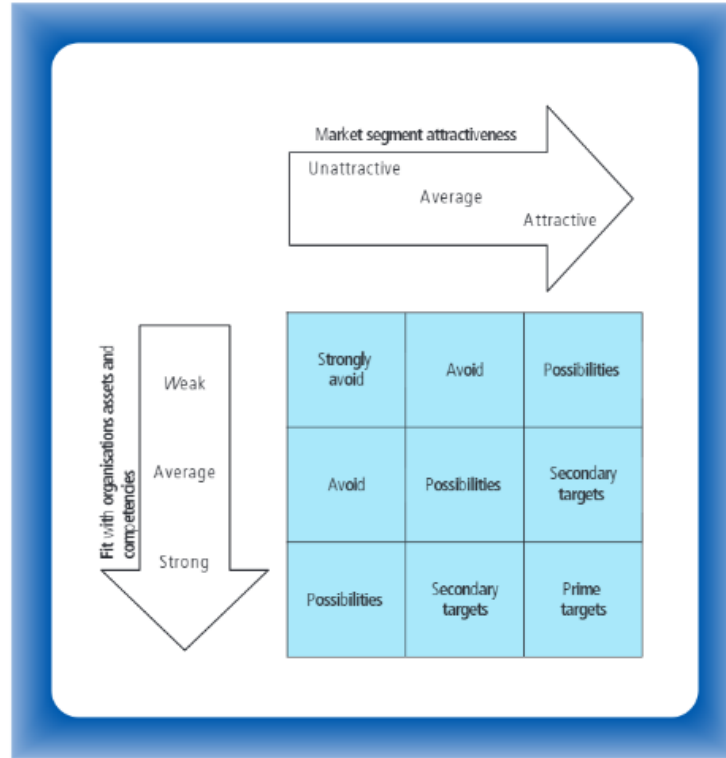 Market segment attractiveness
Unattractive
Average
Attractive
Fit with organisations assets and
competencies
Weak
Average
Strong
Strongly
avoid
Avoid
Possibilities
Avoid
Possibilities
Secondary
targets
Possibilities
Secondary
targets
Prime
targets